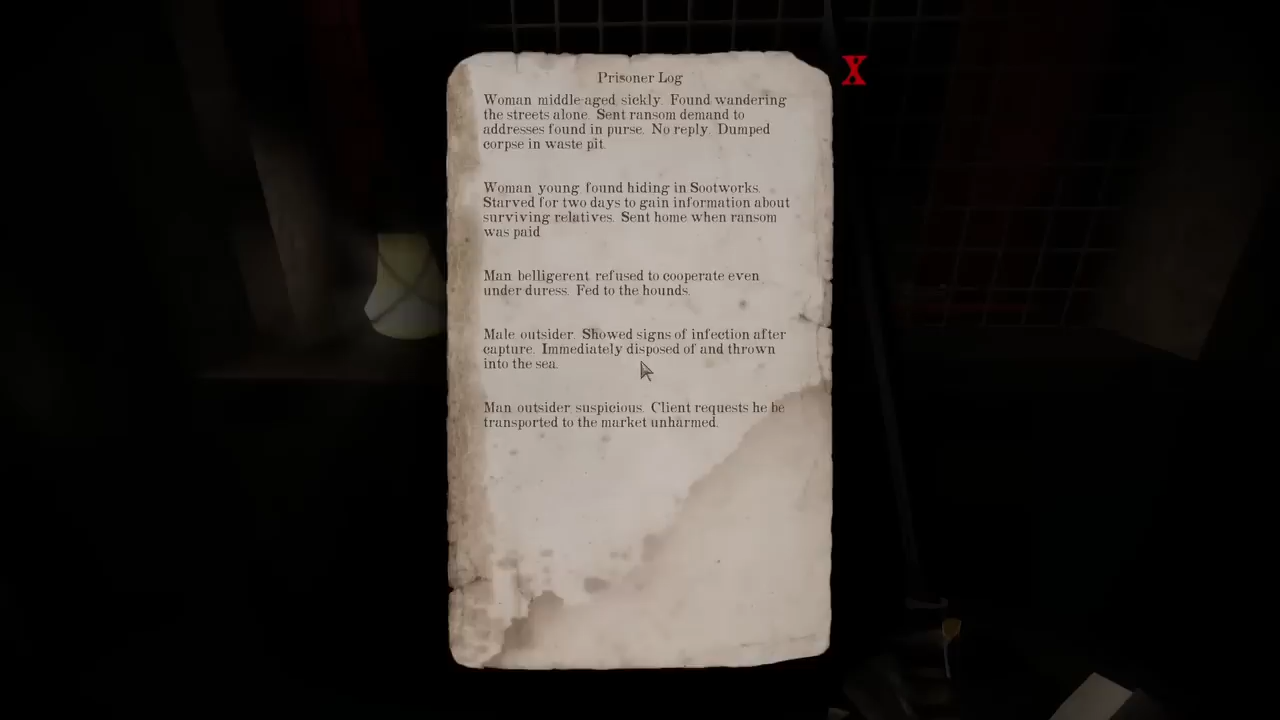 Prisoner Log
X
Woman middle-aged, sickly. Found wandering
the streets alone. Sent ransom demand to
addresses found in purse. No reply. Dumped
corpse in waste pit.
Woman young found hiding in Sootworks.
Starved for two days to gain information about
surviving relatives. Sent home when ransom
was paid
Man belligerent refused to cooperate even
under duress. Fed to the hounds.
Male outsider. Showed signs of infection after
capture. Immediately disposed of and thrown
into the sea.
Man outsider, suspicious. Client requests he be
transported to the market unharmed.